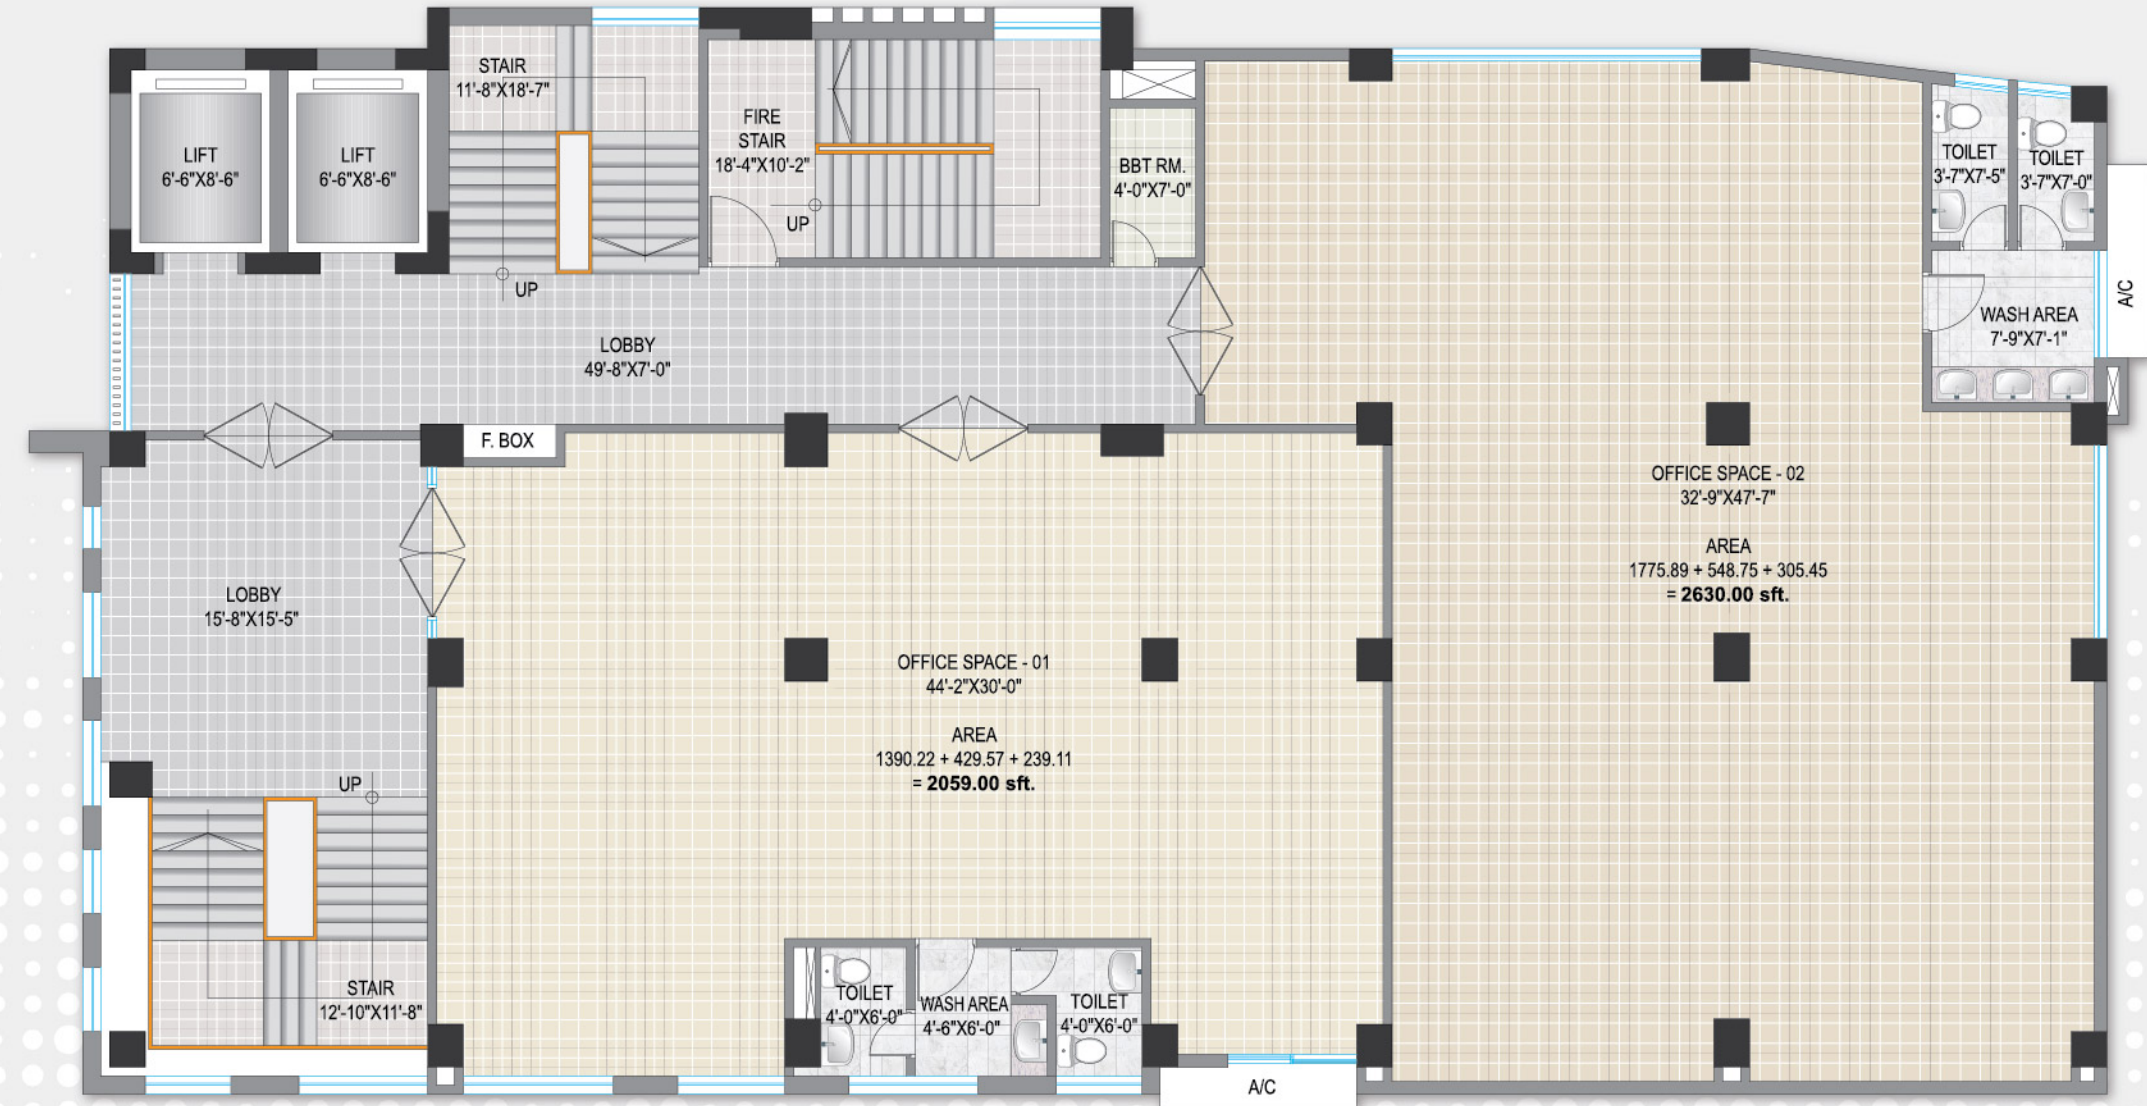 STAIR
11'-8"X18'-7"
LIFT
6'-6"X8'-6"
LIFT
6'-6"X8'-6"
FIRE
STAIR
18'-4"X10'-2"
UP
BBT RM.
4'-0"X7'-0"
TOILET
3'-7"X7'-5"
TOILET
3'-7"X7'-0"
UP
LOBBY
49'-8"X7'-0"
WASH AREA
7'-9"X7'-1"
A/C
F. BOX
OFFICE SPACE - 02
32'-9"X47'-7"
AREA
1775.89 + 548.75 + 305.45
= 2630.00 sft.
LOBBY
15'-8"X15'-5"
OFFICE SPACE - 01
44'-2"X30'-0"
AREA
1390.22 + 429.57 + 239.11
= 2059.00 sft.
UP
STAIR
12'-10"X11'-8"
TOILET
4'-0"X6'-0"
WASH AREA
4'-6"X6'-0"
TOILET
4'-0"X6'-0"
A/C